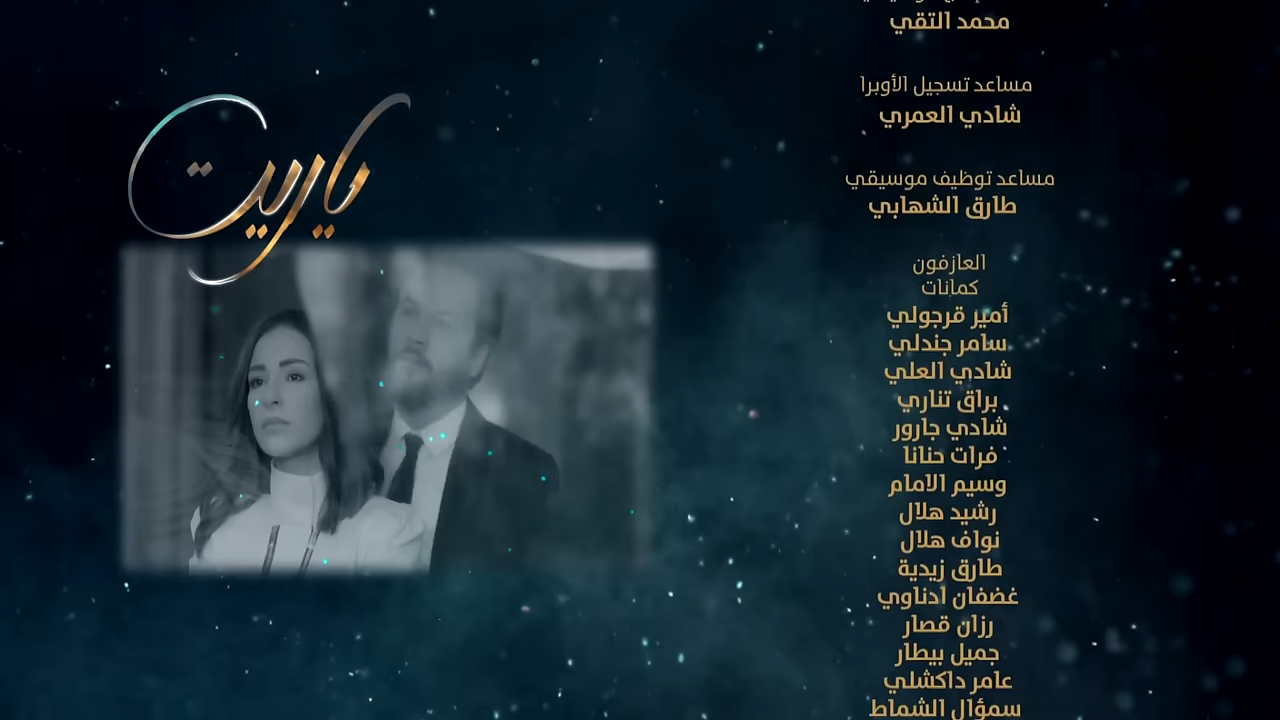 ياريت
محمد التقي
مساعد تسجيل الأوبرا
شادي العمري
مساعد توظيف موسيقي
طارق الشهابي
العازفون
كمانات
أمير قرجولي
سامر جندلي
شادي العلي
براق تناري
شادي جارور
فرات حنانا
وسيم الامام
رشيد هلال
نواف هلال
طارق زيدية
غضفان ادناوي
رزان قصار
جميل بيطار
عامر داكشلي
سمؤال الشماط